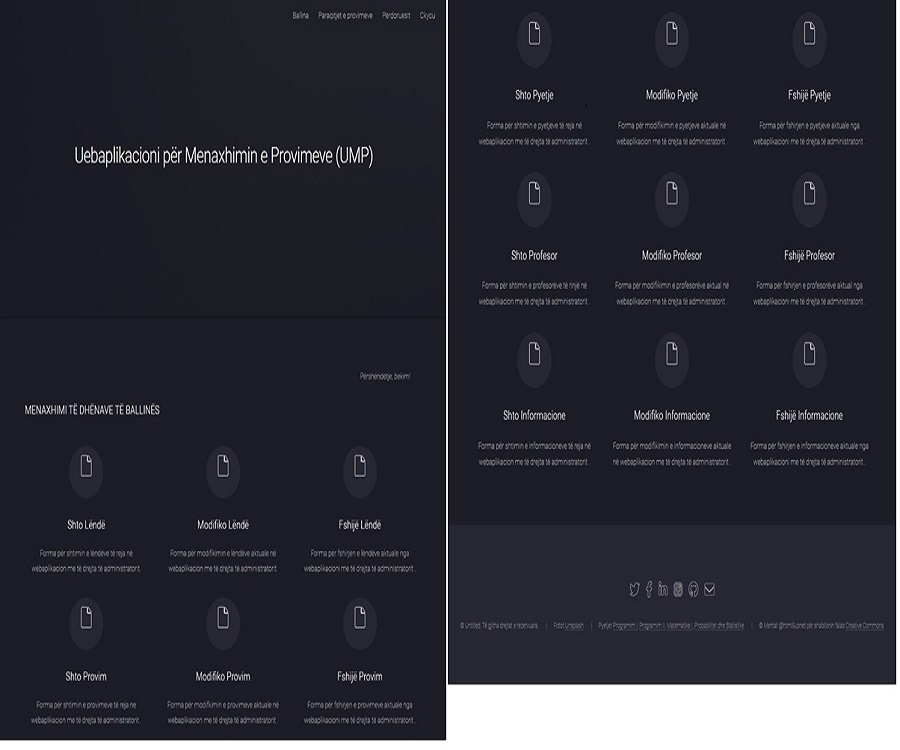 Ballina Paraqitjet e provimeve Përdoruesit Ckycu
Uebaplikacioni për Menaxhimin e Provimeve (UMP)
Përshëndetje, bekim!
MENAXHIMI TË DHËNAVE TË BALLINËS
Shto Lëndë
Forma për shtimin e lëndëve të reja në
webaplikacion me të drejta të administratorit.
Modifiko Lëndë
Forma për modifikimin e lëndëve aktuale në
webaplikacion me të drejta të administratorit.
Fshijë Lëndë
Forma për fshirjen e lëndëve aktuale nga
webaplikacion me të drejta të administratorit .
Shto Provim
Forma për shtimin e provimeve të reja në
webaplikacion me të drejta të administratorit .
Modifiko Provim
Forma për modifikimin e provimeve aktuale në
webaplikacion me të drejta të administratorit .
Fshijë Provim
Forma për fshirjen e provimeve aktuale nga
webaplikacion me të drejta të administratorit .
Shto Pyetje
Forma për shtimin e pyetjeve të reja në
webaplikacion me të drejta të administratorit .
Modifiko Pyetje
Forma për modifikimin e pyetjeve aktuale në
webaplikacion me të drejta të administratorit .
Fshijë Pyetje
Forma për fshirjen e pyetjeve aktuale nga
webaplikacion me të drejta të administratorit .
Shto Profesor
Forma për shtimin e profesorëve të rinjë në
webaplikacion me të drejta të administratorit .
Modifiko Profesor
Forma për modifikimin e profesorëve aktual në
webaplikacion me të drejta të administratorit .
Fshijë Profesor
Forma për fshirjen e profesorëve aktual nga
webaplikacioni me të drejta të administratorit .
Shto Informacione
Forma për shtimin e informacioneve të reja në
webaplikacion me të drejta të administratorit .
Modifiko Informacione
Forma për modifikimin e informacioneve aktuale
në webaplikacion me të drejta të administratorit .
Fshijë Informacione
Forma për fshirjen e informacioneve aktuale nga
webaplikacion me të drejta të administratorit .
© Untitled. Të gjitha drejtat e rezervuara. | Fotot Unsplash | Pyetjet Programim I, Programim II, Matematike I, Probabilitet dhe Statistike | © Meritat @html5upnet për shabllonin falas Creative Commons